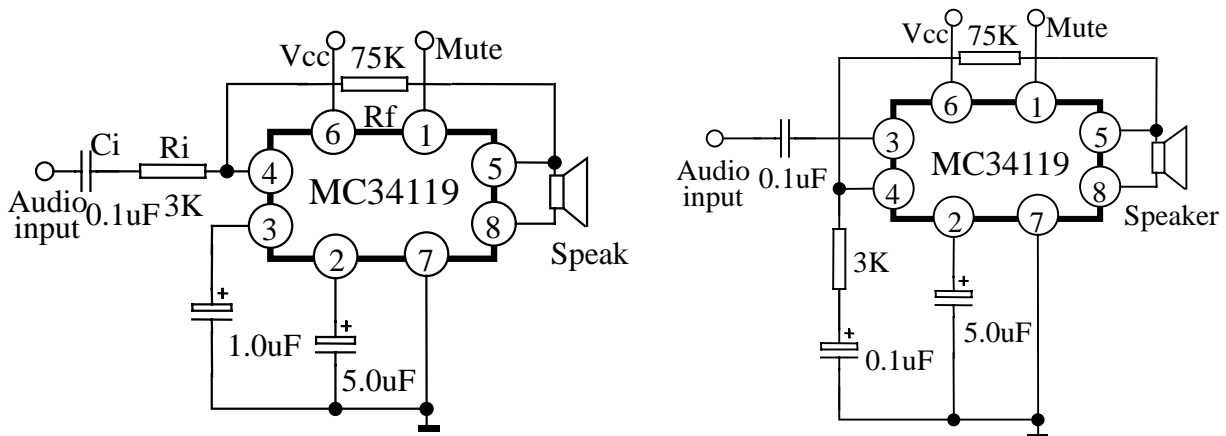 Vcc
75K
Mute
6
Rf
1
Ci
Ri
4
5
MC34119
Audio
input
0.1uF
3K
3
8
2
7
Speak
+
1.0uF
+
5.0uF
Vcc
75K
Mute
6
1
3
5
MC34119
Audio
input
0.1uF
4
8
2
7
Speaker
3K
+
5.0uF
+
0.1uF